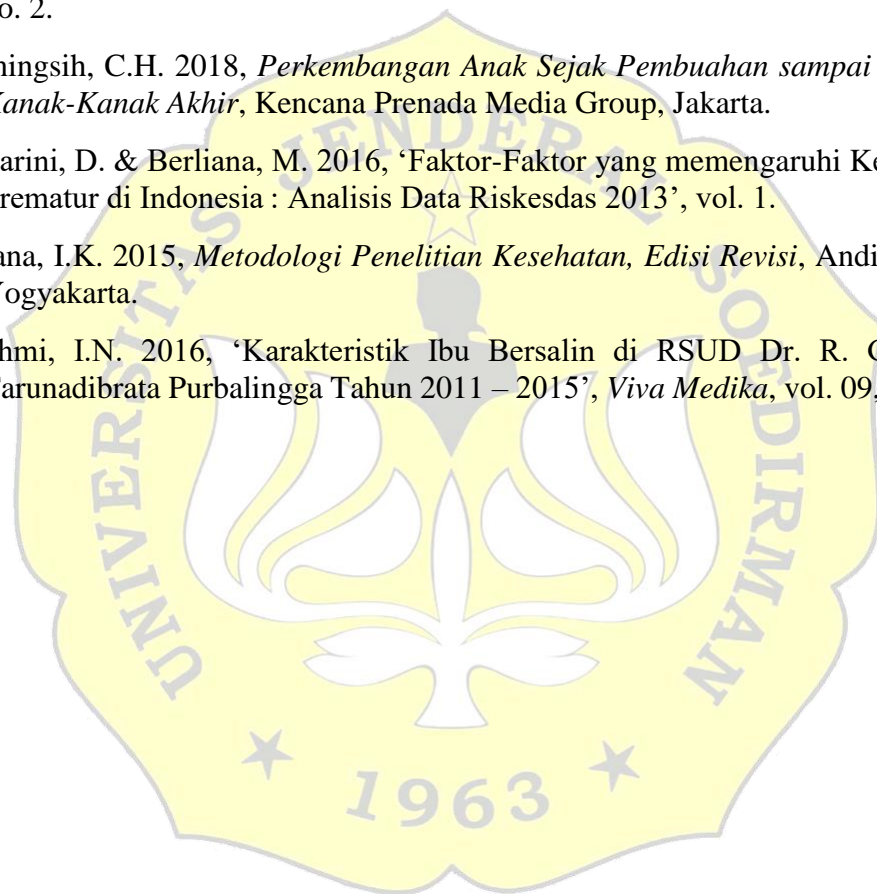 o. 2.
ningsih, C.H. 2018, Perkembangan Anak Sejak Pembuahan sampai
Kanak-Kanak Akhir, Kencana Prenada Media Group, Jakarta.
arini, D. & Berliana, M. 2016, ‘Faktor-Faktor yang memengaruhi Ke
rematur di Indonesia : Analisis Data Riskesdas 2013’, vol. 1.
ana, I.K. 2015, Metodologi Penelitian Kesehatan, Edisi Revisi, Andi
Yogyakarta.
hmi, I.N. 2016, ‘Karakteristik Ibu Bersalin di RSUD Dr. R.
Tarunadibrata Purbalingga Tahun 2011 – 2015’, Viva Medika, vol. 09,
UNIVERSITAS JENDERAL SOEDIRMAN
1963